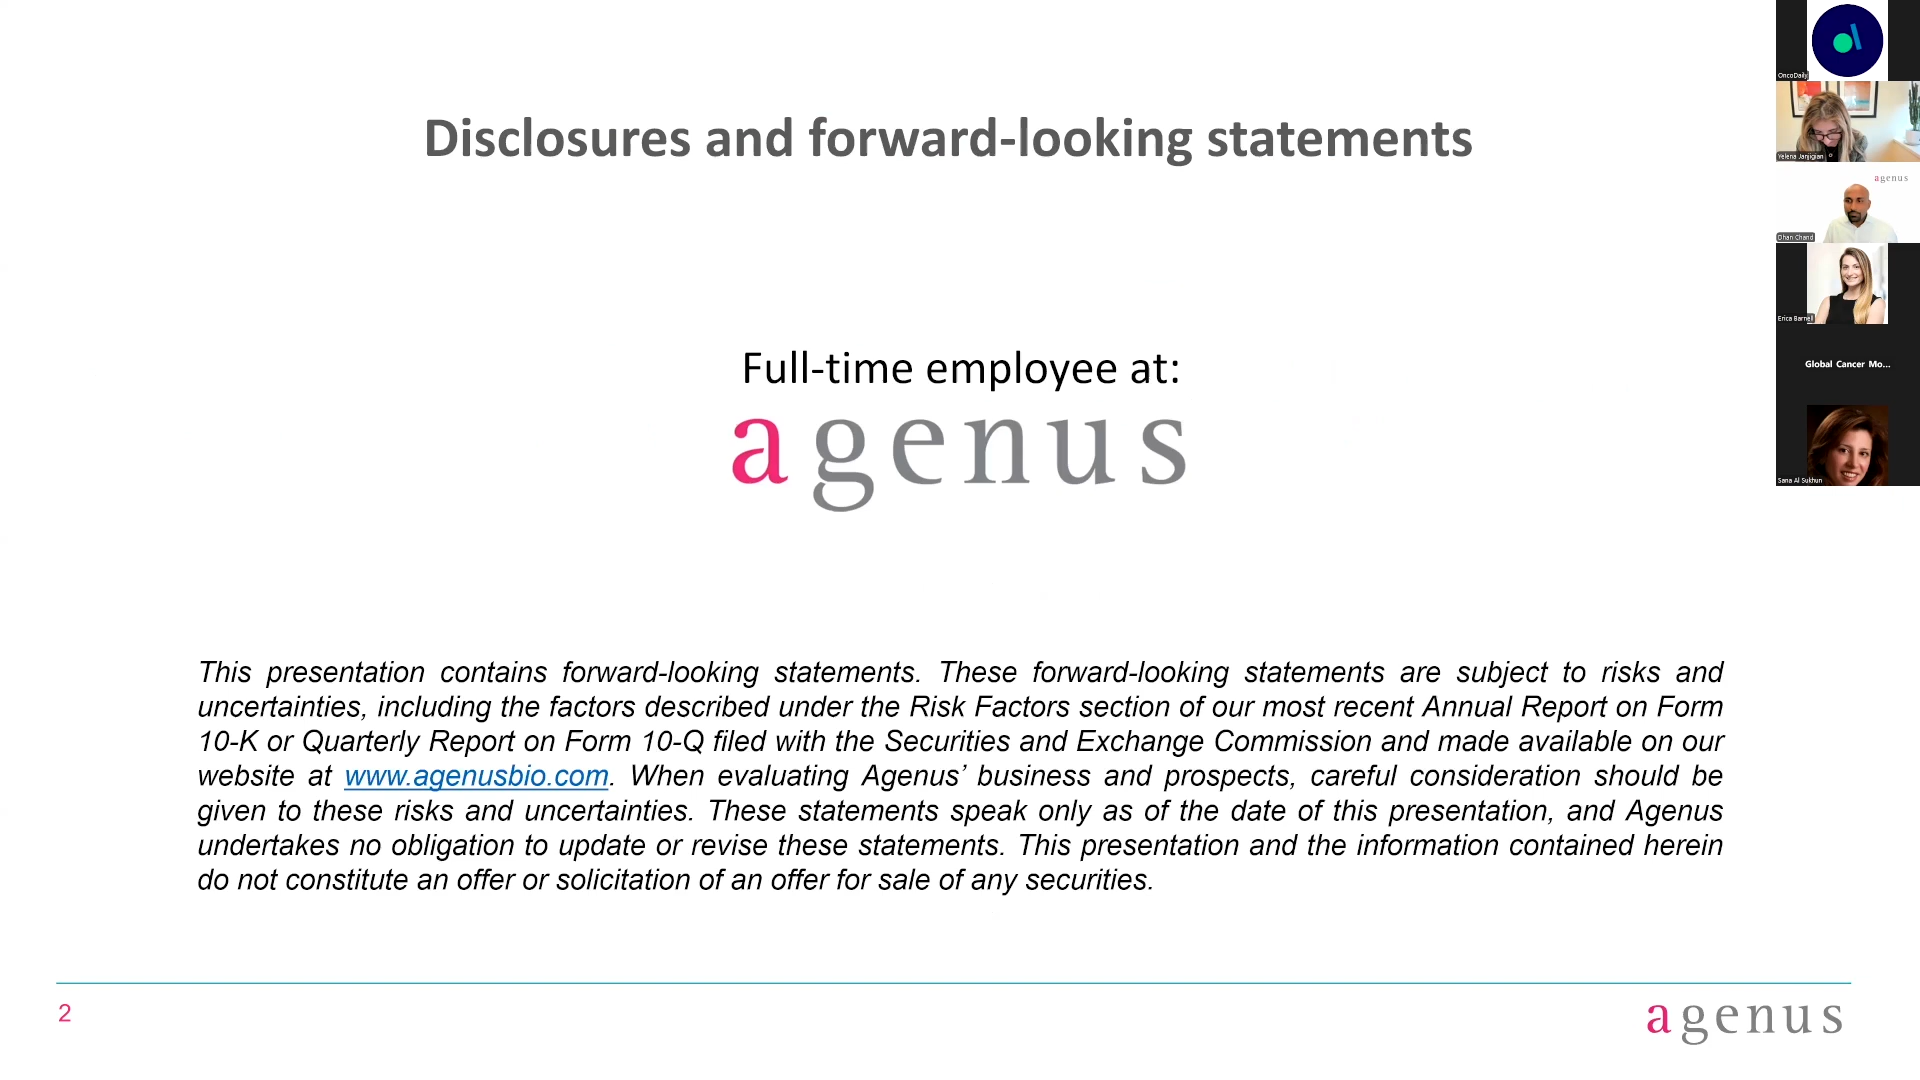 Disclosures and forward-looking statements
Full-time employee at:
agenus
This presentation contains forward-looking statements. These forward-looking statements are subject to risks and
uncertainties, including the factors described under the Risk Factors section of our most recent Annual Report on Form
10-K or Quarterly Report on Form 10-Q filed with the Securities and Exchange Commission and made available on our
website at www.agenusbio.com. When evaluating Agenus’ business and prospects, careful consideration should be
given to these risks and uncertainties. These statements speak only as of the date of this presentation, and Agenus
undertakes no obligation to update or revise these statements. This presentation and the information contained herein
do not constitute an offer or solicitation of an offer for sale of any securities.
2
agenus
OncoDaily
Yelena Janjigian
agenus
Dhan Chand
Erica Barnell
Global Cancer Mo...
Sana Al Sukhun